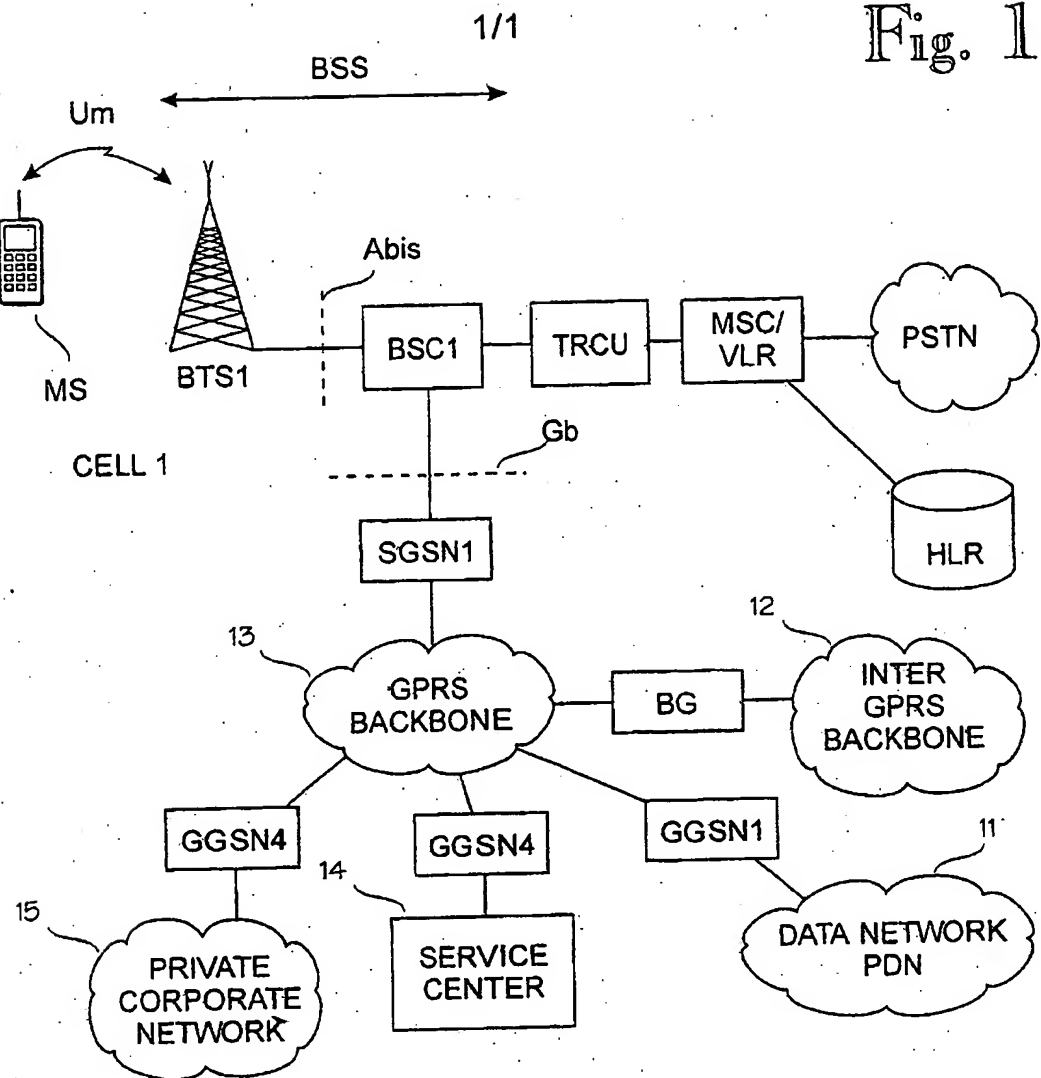 1/1
Fig. 1
BSS
Um
Abis
BSC1
TRCU
MSC/
VLR
PSTN
MS
BTS1
Gb
CELL 1
SGSN1
HLR
13
12
GPRS
BACKBONE
BG
INTER
GPRS
BACKBONE
GGSN4
GGSN4
GGSN1
11
14
15
SERVICE
CENTER
DATA NETWORK
PDN
PRIVATE
CORPORATE
NETWORK